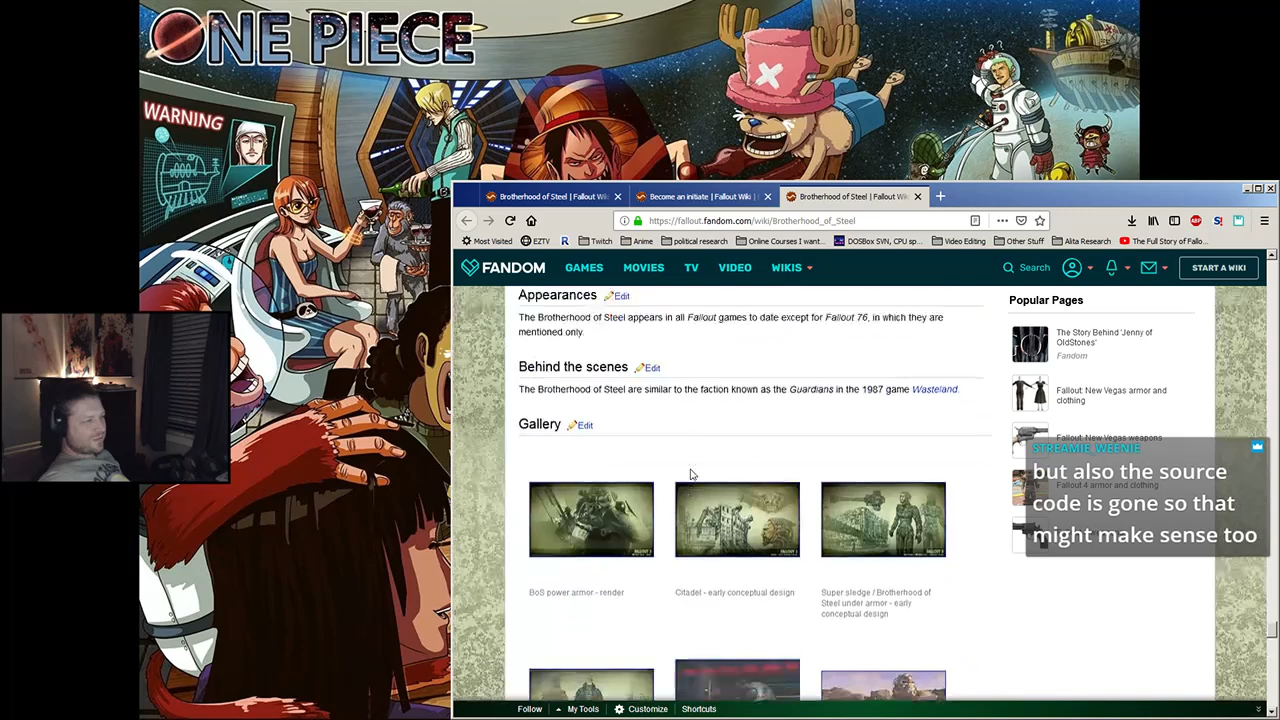 ONE PIECE
WARNING
Brotherhood of Steel | Fallout Wi
Become an initiate | Fallout Wiki
Brotherhood of Steel | Fallout Wi
https://fallout.fandom.com/wiki/Brotherhood_of_Steel
Most Visited
EZTV
Twitch
Anime
political research
Online Courses I want...
DOSBox SVN, CPU sp...
Video Editing
Other Stuff
Alita Research
The Full Story of Fallo...
FANDOM
GAMES
MOVIES
TV
VIDEO
WIKIS
Search
START A WIKI
Appearances Edit
The Brotherhood of Steel appears in all Fallout games to date except for Fallout 76, in which they are
mentioned only.
Behind the scenes Edit
The Brotherhood of Steel are similar to the faction known as the Guardians in the 1987 game Wasteland.
Gallery Edit
BoS power armor - render
Citadel - early conceptual design
Super sledge / Brotherhood of
Steel under armor - early
conceptual design
Popular Pages
The Story Behind 'Jenny of
OldStones'
Fandom
Fallout: New Vegas armor and
clothing
Fallout: New Vegas weapons
Fallout 4 armor and clothing
STREAMIE_WEENIE
but also the source
code is gone so that
might make sense too
Follow
My Tools
Customize
Shortcuts